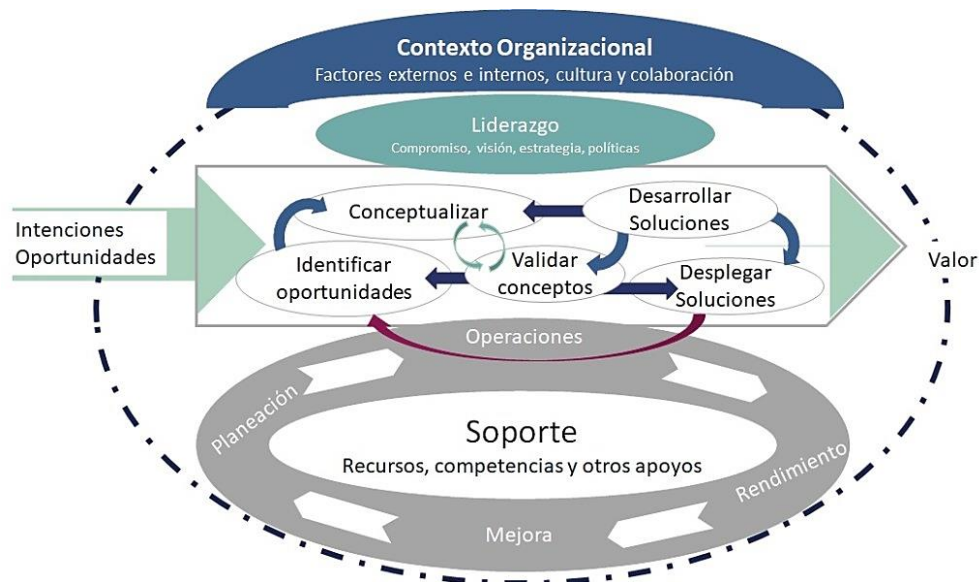 Contexto Organizacional
Factores externos e internos, cultura y colaboración
Liderazgo
Compromiso, visión, estrategia, políticas
Intenciones
Oportunidades
Conceptualizar
Desarrollar
Soluciones
Identificar
oportunidades
Validar
conceptos
Desplegar
Soluciones
Valor
Operaciones
Planeación
Soporte
Recursos, competencias y otros apoyos
Rendimiento
Mejora